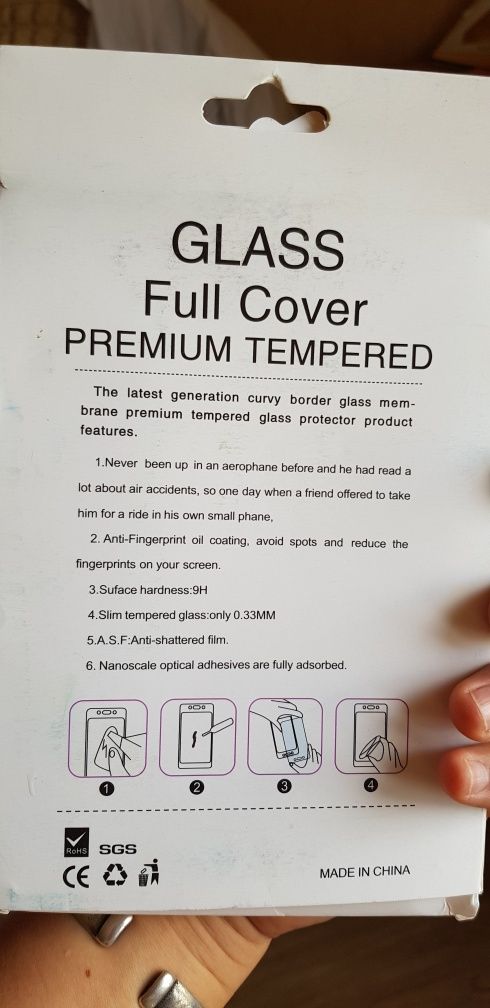 GLASS
Full Cover
PREMIUM TEMPERED
The latest generation curvy border glass mem-
brane premium tempered glass protector product
features.
1.Never been up in an aerophane before and he had read a
lot about air accidents, so one day when a friend offered to take
him for a ride in his own small phane,
2. Anti-Fingerprint oil coating, avoid spots and reduce the
fingerprints on your screen.
3.Suface hardness:9H
4.Slim tempered glass:only 0.33MM
5.A.S.F:Anti-shattered film.
6. Nanoscale optical adhesives are fully adsorbed.
1 2 3 4
RoHS SGS
CE
MADE IN CHINA